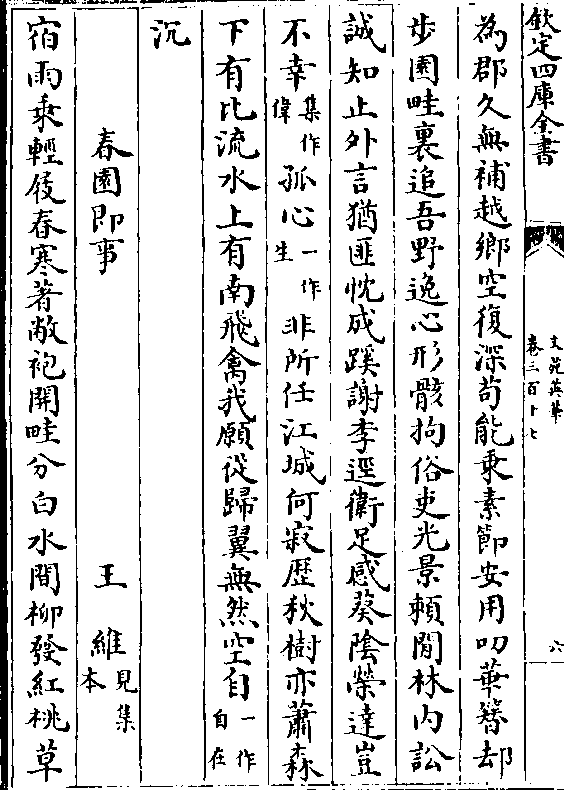 欽定四庫全書
文苑英華
卷三百十七
六
為郡久無補越鄉空復深苟能秉素節安用叨華簪却
步園畦裏追吾野逸心形骸拘俗吏光景賴閒林内訟
誠知止外言猶匪忱成蹊謝李逕衛足感葵陰榮達豈
不幸集作偉孤心一作生非所任江城何寂歴秋樹亦蕭森
下有北流水上有南飛禽我願從歸翼無然空自一作自在
沉
春園即事 王維見集本
宿雨乘輕屐春寒著敝袍開畦分白水間柳發紅桃草